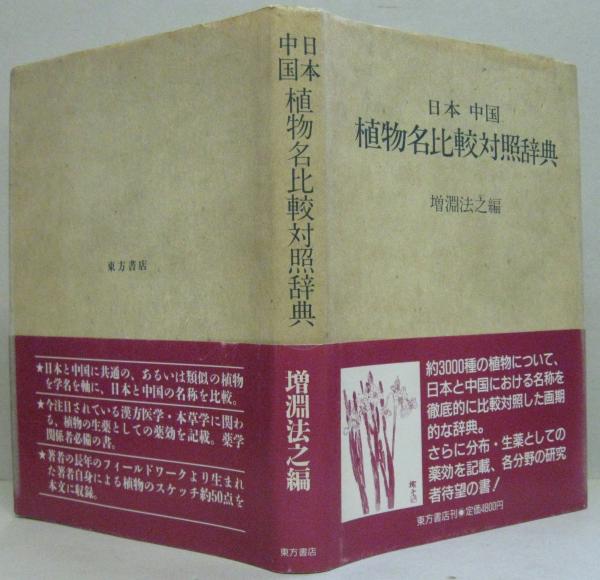 日本 中国
植物名比較対照辞典
増淵法之編
約3000種の植物について、
日本と中国における名称を
徹底的に比較対照した画期
的な辞典。
さらに分布・生薬としての
薬効を記載、各分野の研究
者待望の書!
東方書店刊●定価4800円
日本
中国
植物名比較対照辞典
増淵法之編
東方書店
東方書店
★日本と中国に共通の、あるいは類似の植物
を学名を軸に、日本と中国の名称を比較。
★今注目されている漢方医学・本草学に関わ
る、植物の生薬としての薬効を記載。薬学
関係者必備の書。
★著者の長年のフィールドワークより生まれ
た著者自身による植物のスケッチ約50点を
本文に収録。